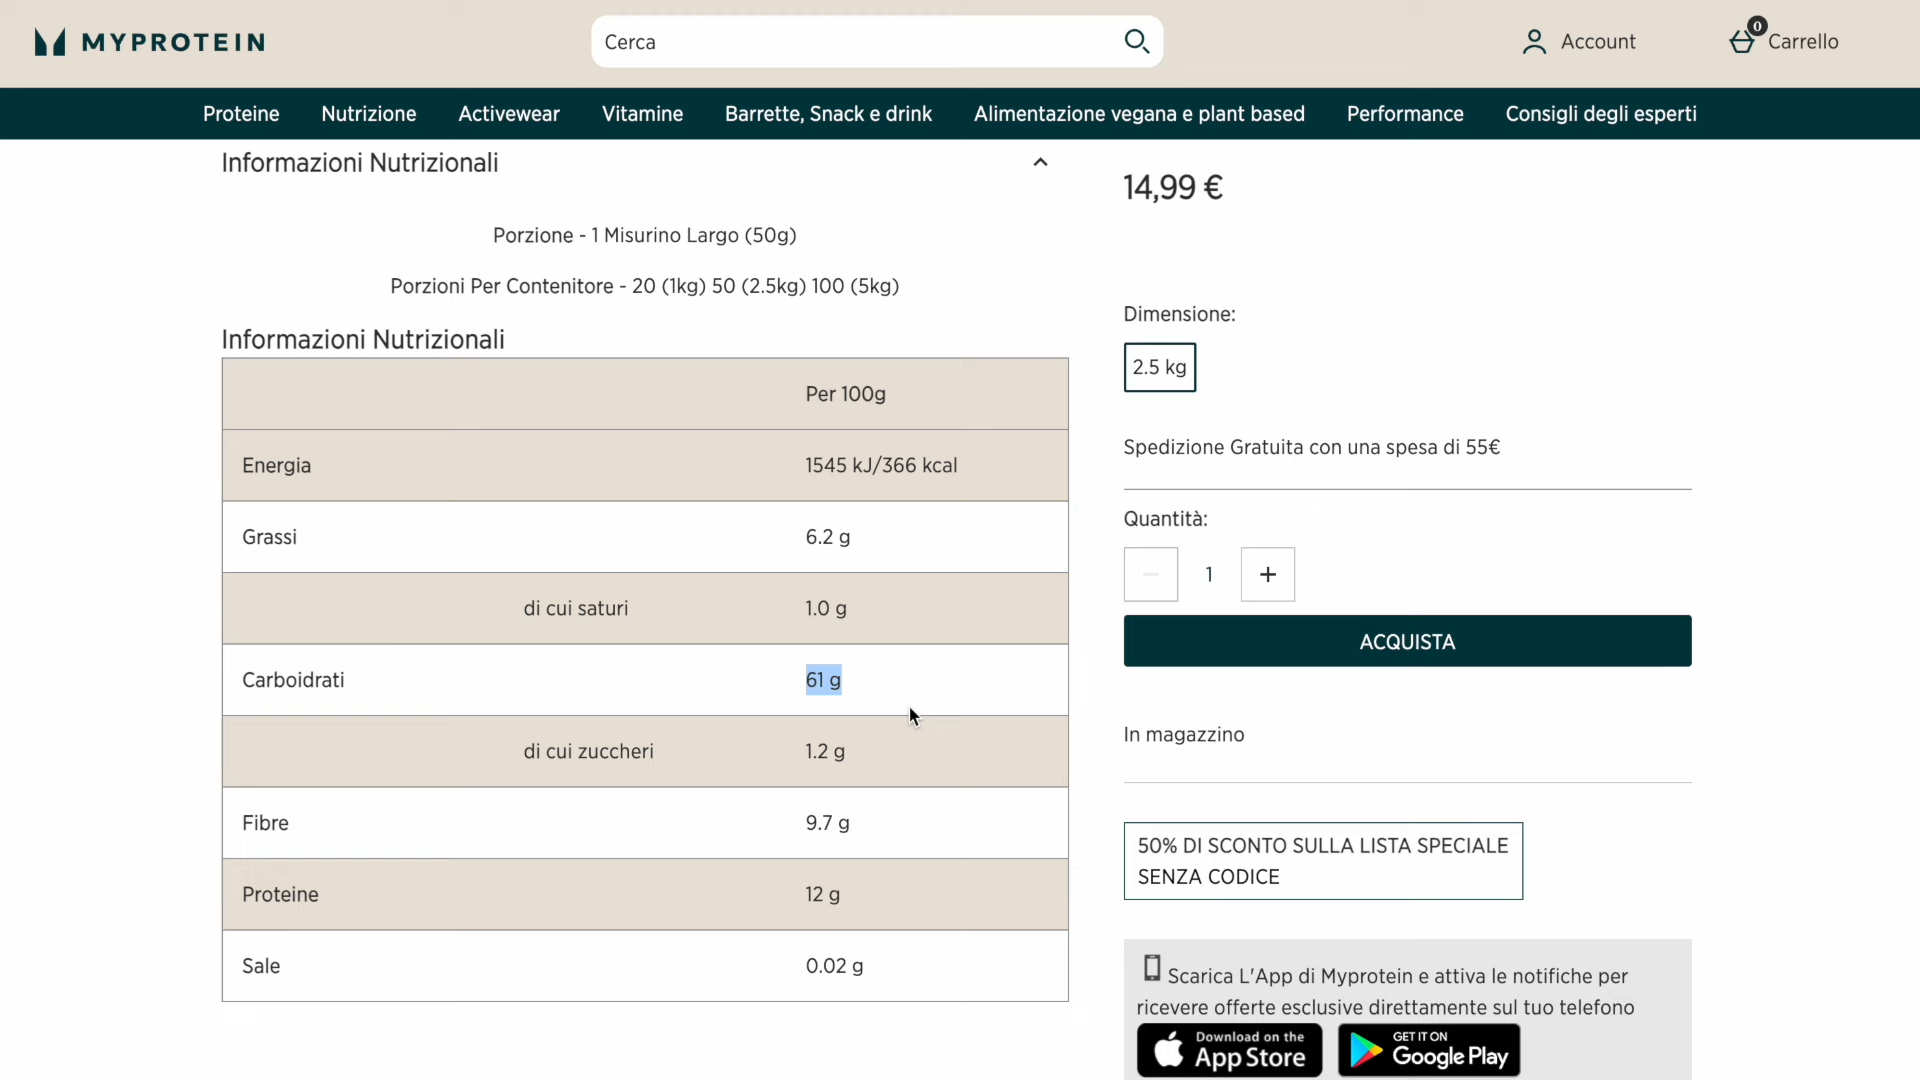 MYPROTEIN
Cerca
Account
0
Carrello
Proteine Nutrizione Activewear Vitamine Barrette, Snack e drink Alimentazione vegana e plant based Performance Consigli degli esperti
Informazioni Nutrizionali
Porzione - 1 Misurino Largo (50g)
Porzioni Per Contenitore - 20 (1kg) 50 (2.5kg) 100 (5kg)
Informazioni Nutrizionali
Per 100g
Energia 1545 kJ/366 kcal
Grassi 6.2 g
di cui saturi 1.0 g
Carboidrati 61 g
di cui zuccheri 1.2 g
Fibre 9.7 g
Proteine 12 g
Sale 0.02 g
14,99 €
Dimensione:
2.5 kg
Spedizione Gratuita con una spesa di 55€
Quantità:
− 1 +
ACQUISTA
In magazzino
50% DI SCONTO SULLA LISTA SPECIALE
SENZA CODICE
Scarica L'App di Myprotein e attiva le notifiche per
ricevere offerte esclusive direttamente sul tuo telefono
Download on the
App Store
GET IT ON
Google Play